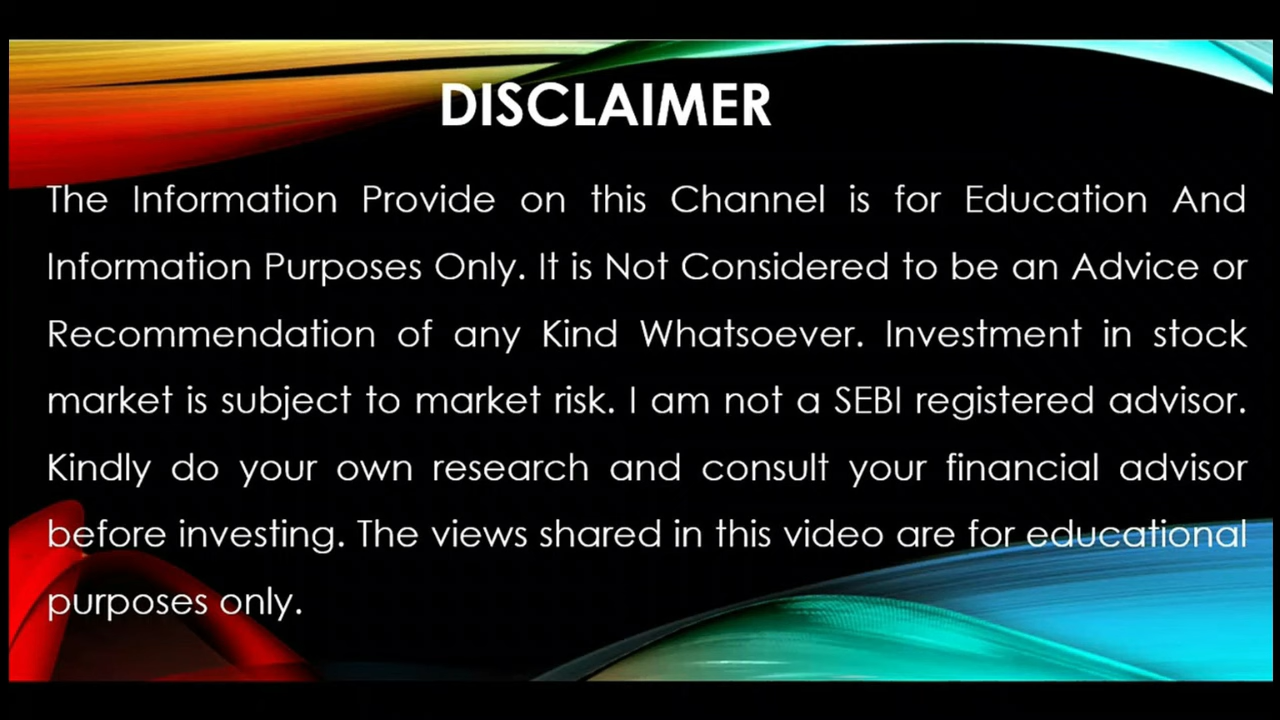 DISCLAIMER
The Information Provide on this Channel is for Education And
Information Purposes Only. It is Not Considered to be an Advice or
Recommendation of any Kind Whatsoever. Investment in stock
market is subject to market risk. I am not a SEBI registered advisor.
Kindly do your own research and consult your financial advisor
before investing. The views shared in this video are for educational
purposes only.